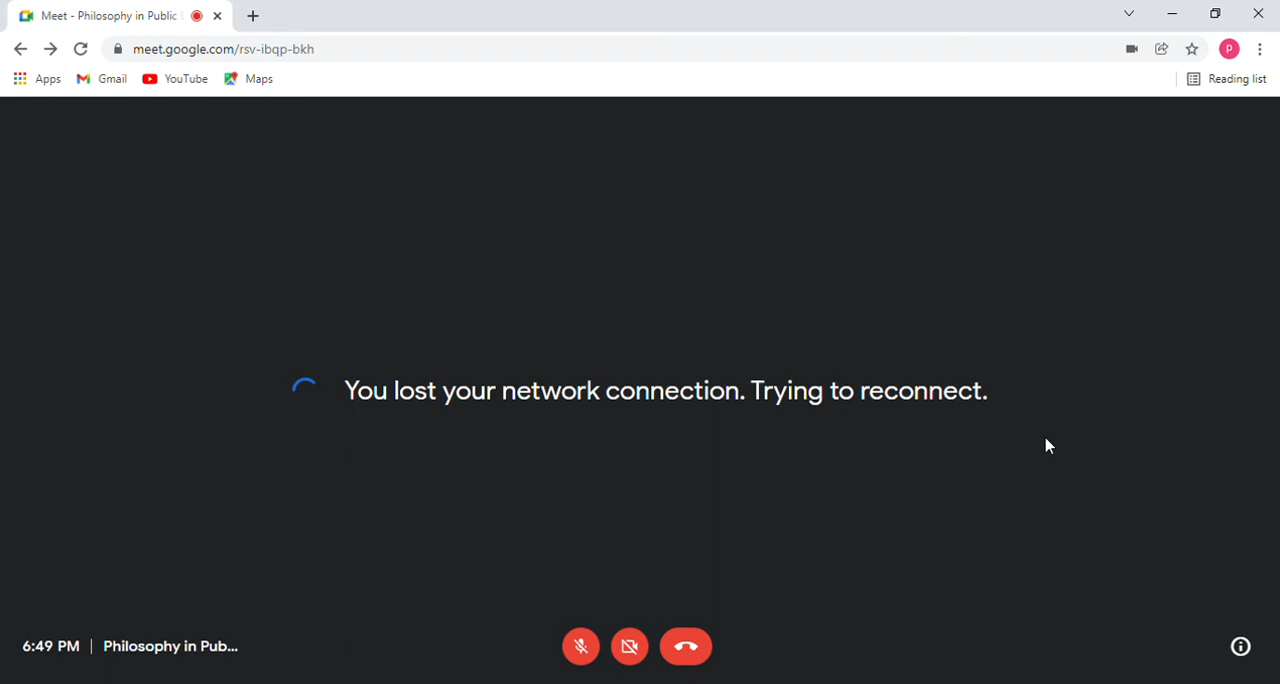 Meet - Philosophy in Public
meet.google.com/rsv-ibqp-bkh
P
Apps
Gmail
YouTube
Maps
Reading list
You lost your network connection. Trying to reconnect.
6:49 PM | Philosophy in Pub...